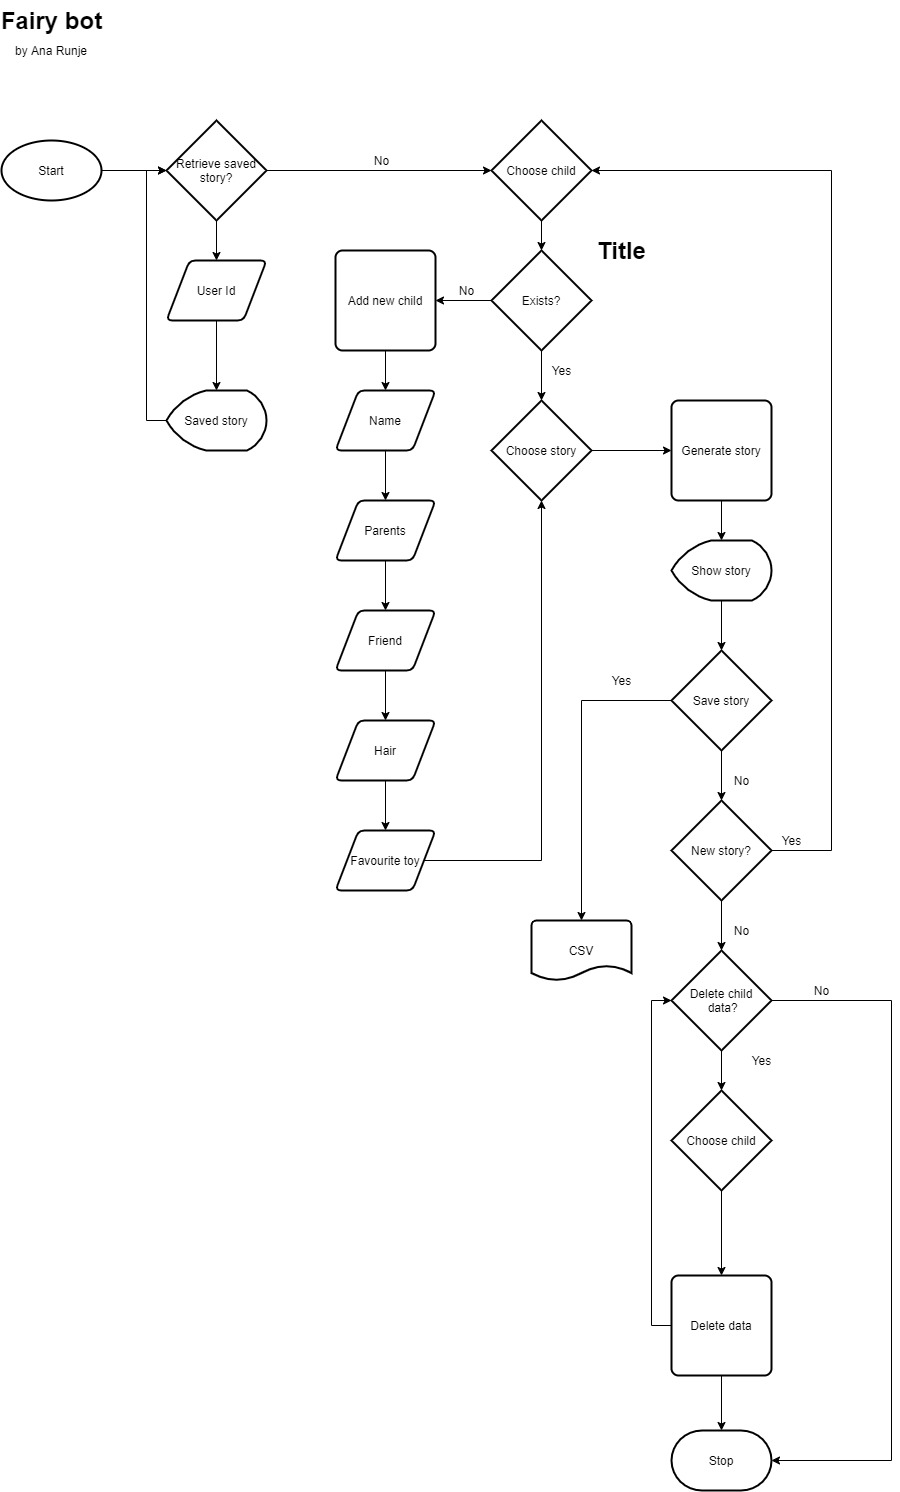 Fairy bot
by Ana Runje
Start
Retrieve saved
story?
No
Choose child
Title
User Id
Add new child
No
Exists?
Yes
Saved story
Name
Choose story
Generate story
Parents
Show story
Friend
Yes
Save story
Hair
No
Favourite toy
New story?
Yes
No
CSV
Delete child
data?
No
Yes
Choose child
Delete data
Stop